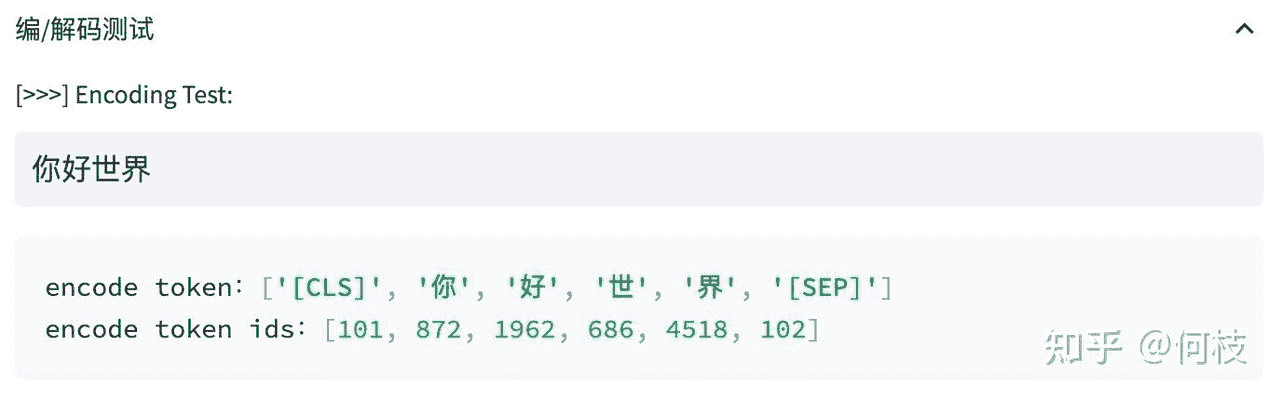 编/解码测试
[>>>] Encoding Test:
你好世界
encode token: ['[CLS]', '你', '好', '世', '界', '[SEP]']
encode token ids: [101, 872, 1962, 686, 4518, 102]
知乎 @何枝